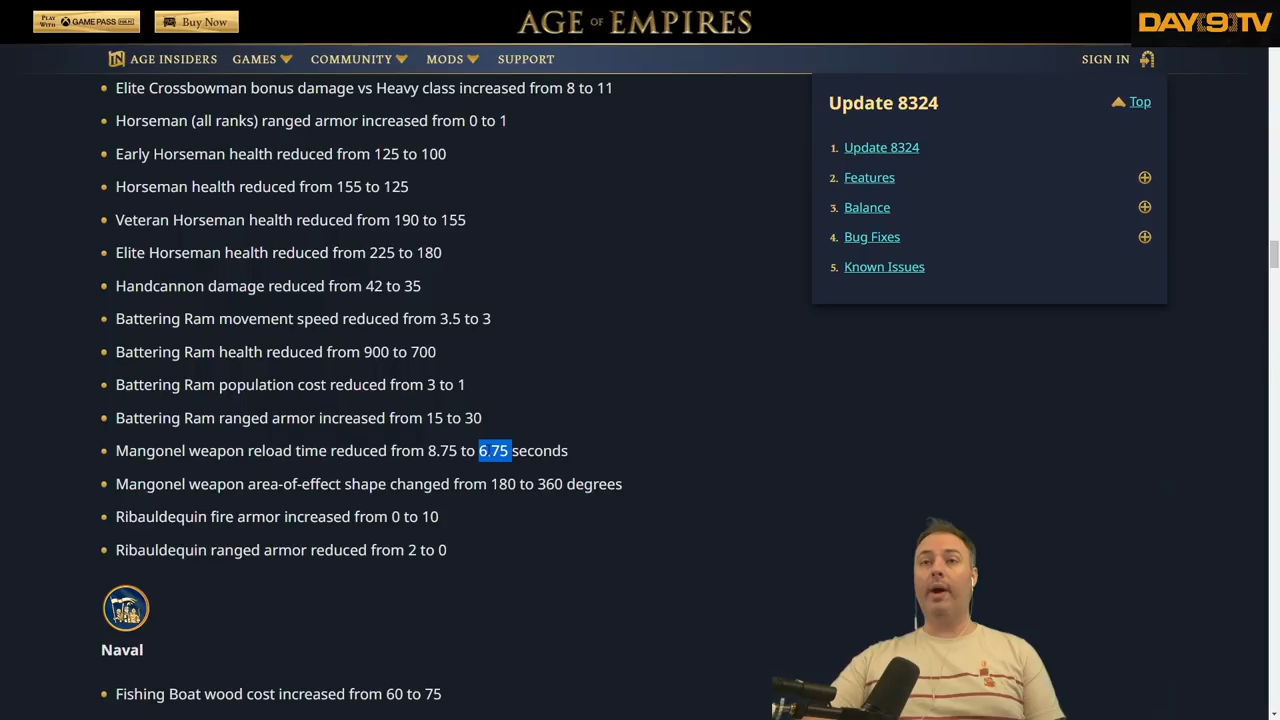 PLAY WITH XBOX GAME PASS FOR PC
Buy Now
AGE OF EMPIRES
DAY[9].TV
AGE INSIDERS
GAMES
COMMUNITY
MODS
SUPPORT
SIGN IN
Elite Crossbowman bonus damage vs Heavy class increased from 8 to 11
Horseman (all ranks) ranged armor increased from 0 to 1
Early Horseman health reduced from 125 to 100
Horseman health reduced from 155 to 125
Veteran Horseman health reduced from 190 to 155
Elite Horseman health reduced from 225 to 180
Handcannon damage reduced from 42 to 35
Battering Ram movement speed reduced from 3.5 to 3
Battering Ram health reduced from 900 to 700
Battering Ram population cost reduced from 3 to 1
Battering Ram ranged armor increased from 15 to 30
Mangonel weapon reload time reduced from 8.75 to 6.75 seconds
Mangonel weapon area-of-effect shape changed from 180 to 360 degrees
Ribauldequin fire armor increased from 0 to 10
Ribauldequin ranged armor reduced from 2 to 0
Naval
Fishing Boat wood cost increased from 60 to 75
Update 8324
Top
1. Update 8324
2. Features
3. Balance
4. Bug Fixes
5. Known Issues